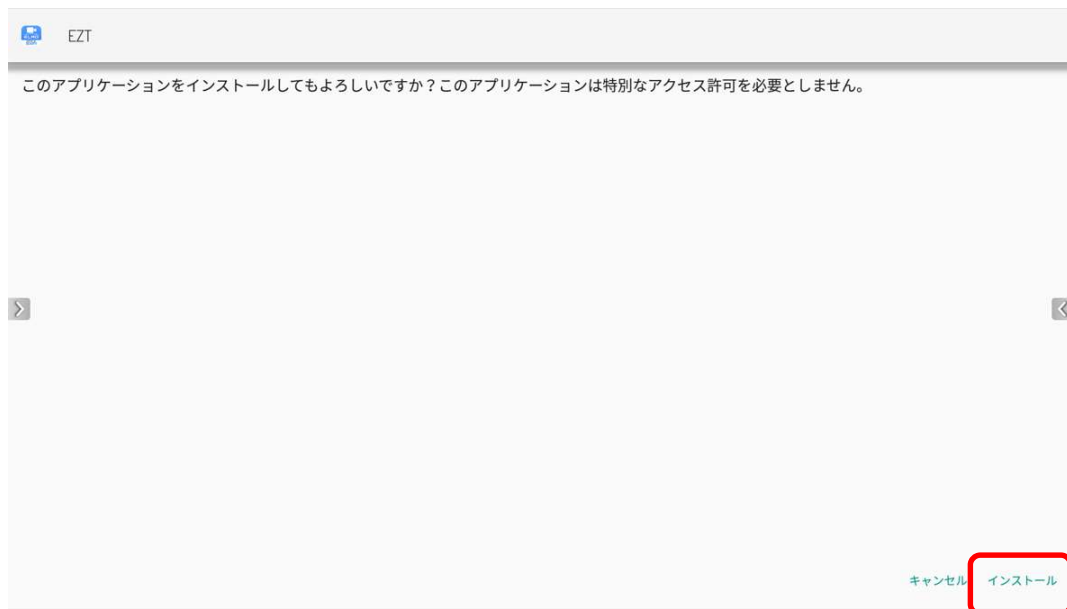 EZT
このアプリケーションをインストールしてもよろしいですか？このアプリケーションは特別なアクセス許可を必要としません。
キャンセル インストール